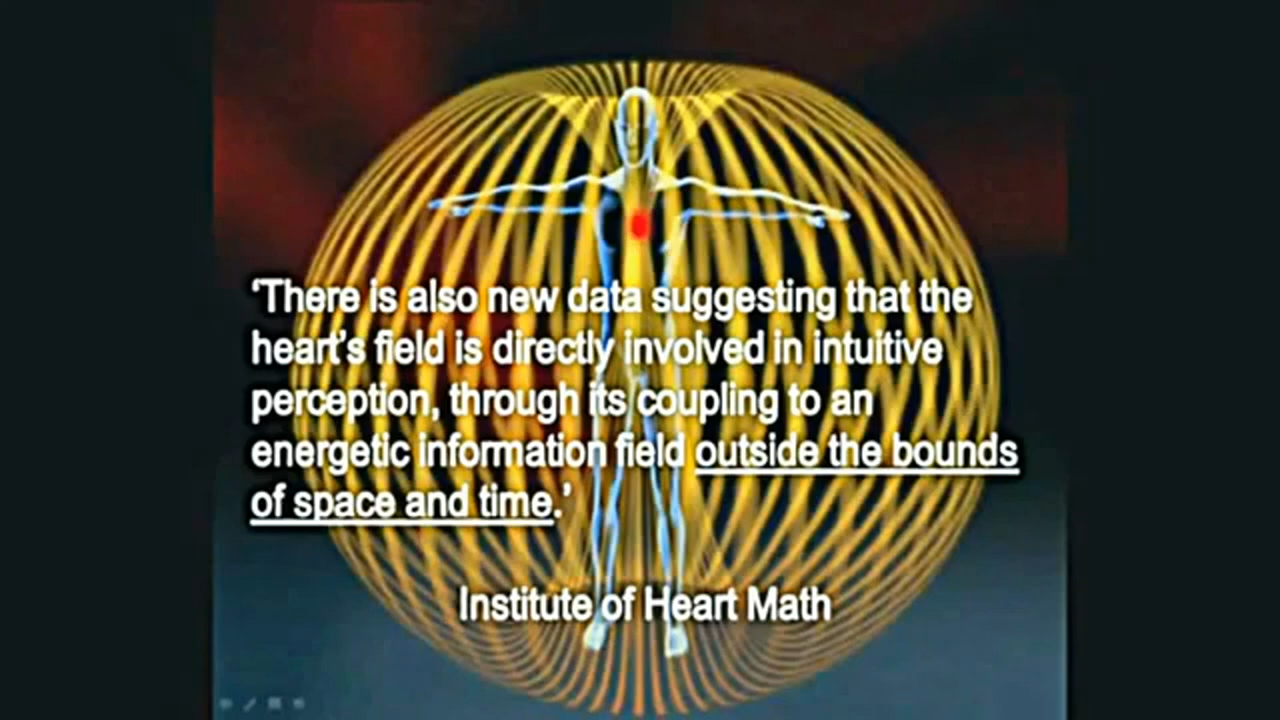 ‘There is also new data suggesting that the
heart’s field is directly involved in intuitive
perception, through its coupling to an
energetic information field outside the bounds
of space and time.’
Institute of Heart Math